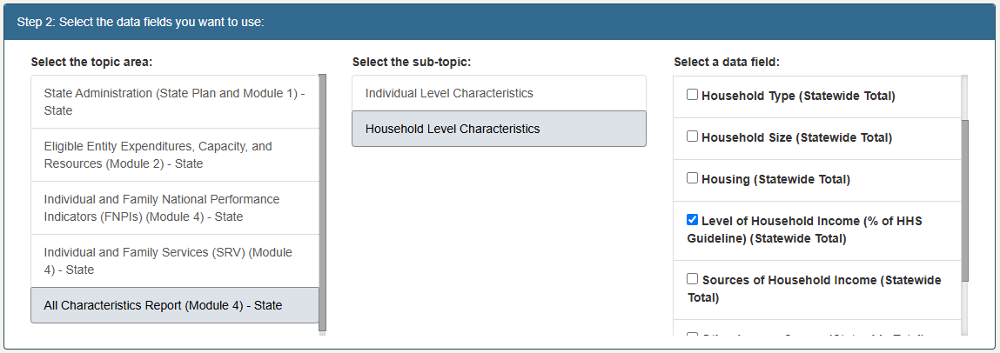 Step 2: Select the data fields you want to use:
Select the topic area:
State Administration (State Plan and Module 1) -
State
Eligible Entity Expenditures, Capacity, and
Resources (Module 2) - State
Individual and Family National Performance
Indicators (FNPIs) (Module 4) - State
Individual and Family Services (SRV) (Module
4) - State
All Characteristics Report (Module 4) - State
Select the sub-topic:
Individual Level Characteristics
Household Level Characteristics
Select a data field:
Household Type (Statewide Total)
Household Size (Statewide Total)
Housing (Statewide Total)
Level of Household Income (% of HHS
Guideline) (Statewide Total)
Sources of Household Income (Statewide
Total)